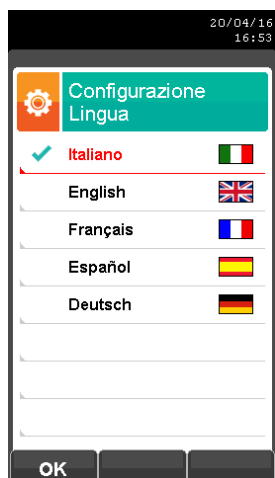 20/04/16
16:53
Configurazione
Lingua
Italiano
English
Français
Español
Deutsch
OK